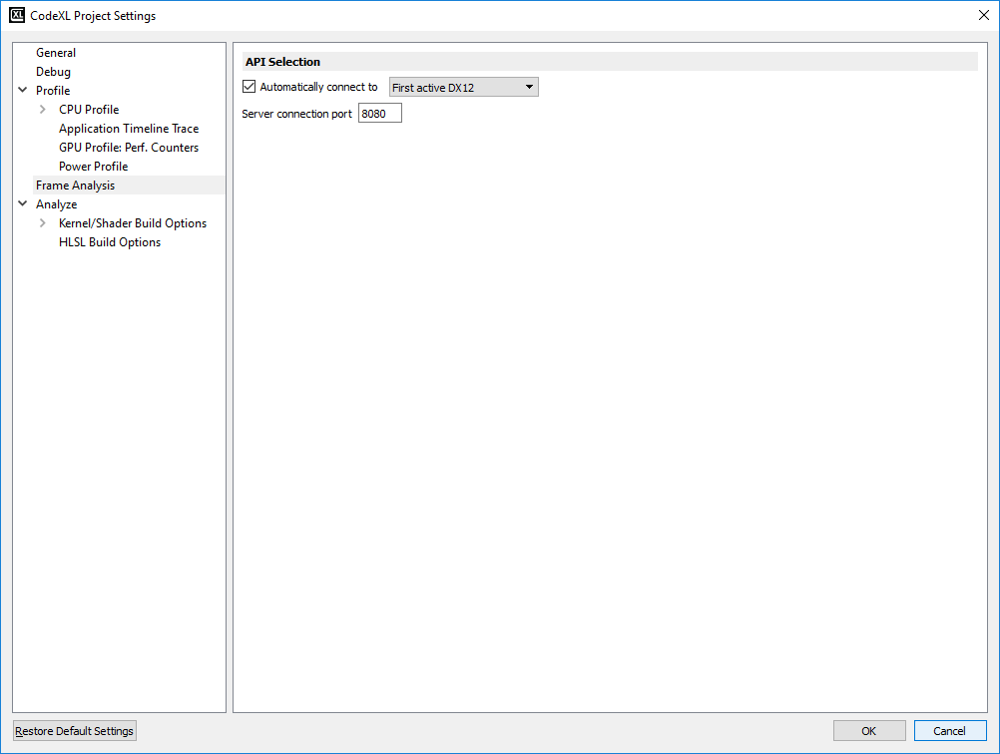 XL CodeXL Project Settings
General
Debug
Profile
CPU Profile
Application Timeline Trace
GPU Profile: Perf. Counters
Power Profile
Frame Analysis
Analyze
Kernel/Shader Build Options
HLSL Build Options
API Selection
Automatically connect to First active DX12
Server connection port 8080
Restore Default Settings
OK
Cancel